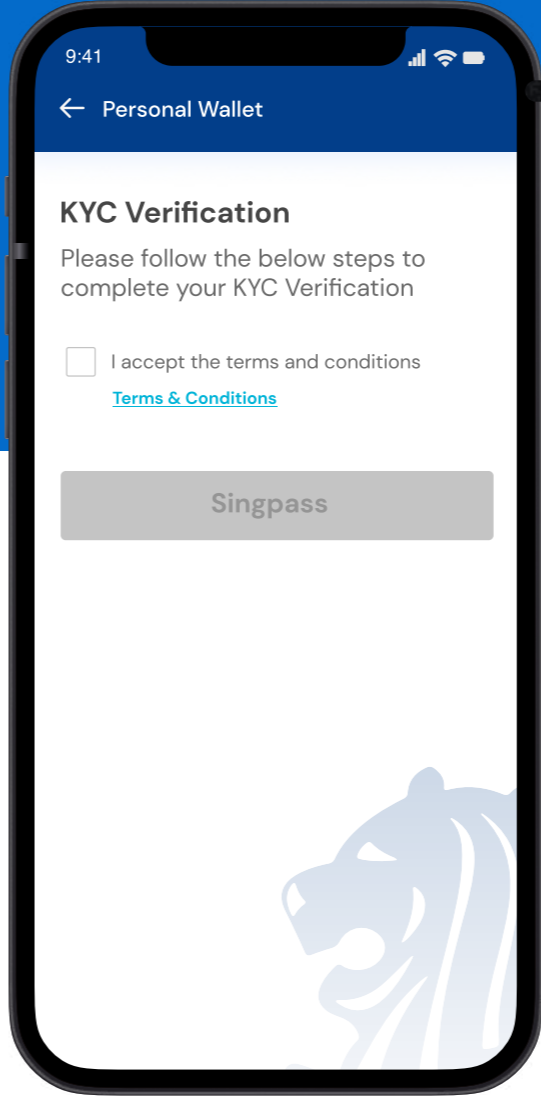 9:41
Personal Wallet
KYC Verification
Please follow the below steps to
complete your KYC Verification
I accept the terms and conditions
Terms & Conditions
Singpass